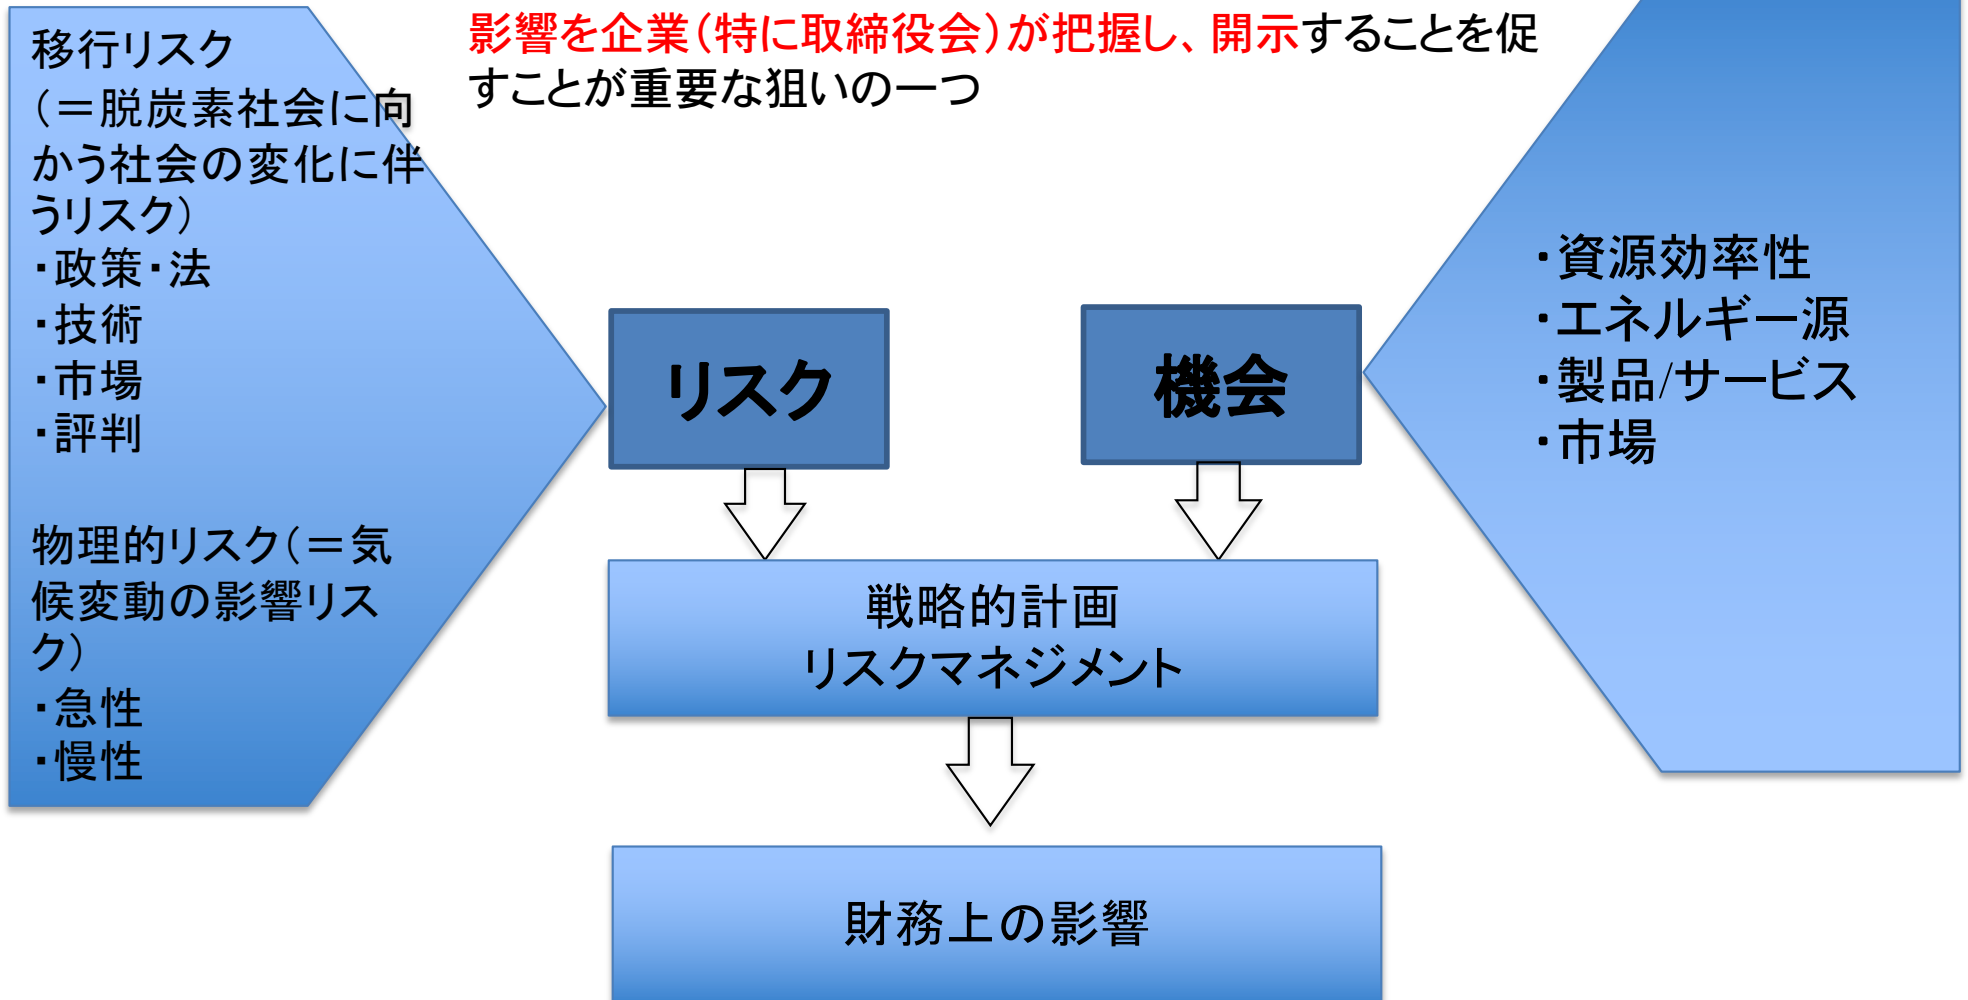 影響を企業(特に取締役会)が把握し、開示することを促
すことが重要な狙いの一つ
移行リスク
(=脱炭素社会に向
かう社会の変化に伴
うリスク)
・政策・法
・技術
・市場
・評判
物理的リスク(=気
候変動の影響リス
ク)
・急性
・慢性
リスク
機会
・資源効率性
・エネルギー源
・製品/サービス
・市場
戦略的計画
リスクマネジメント
財務上の影響